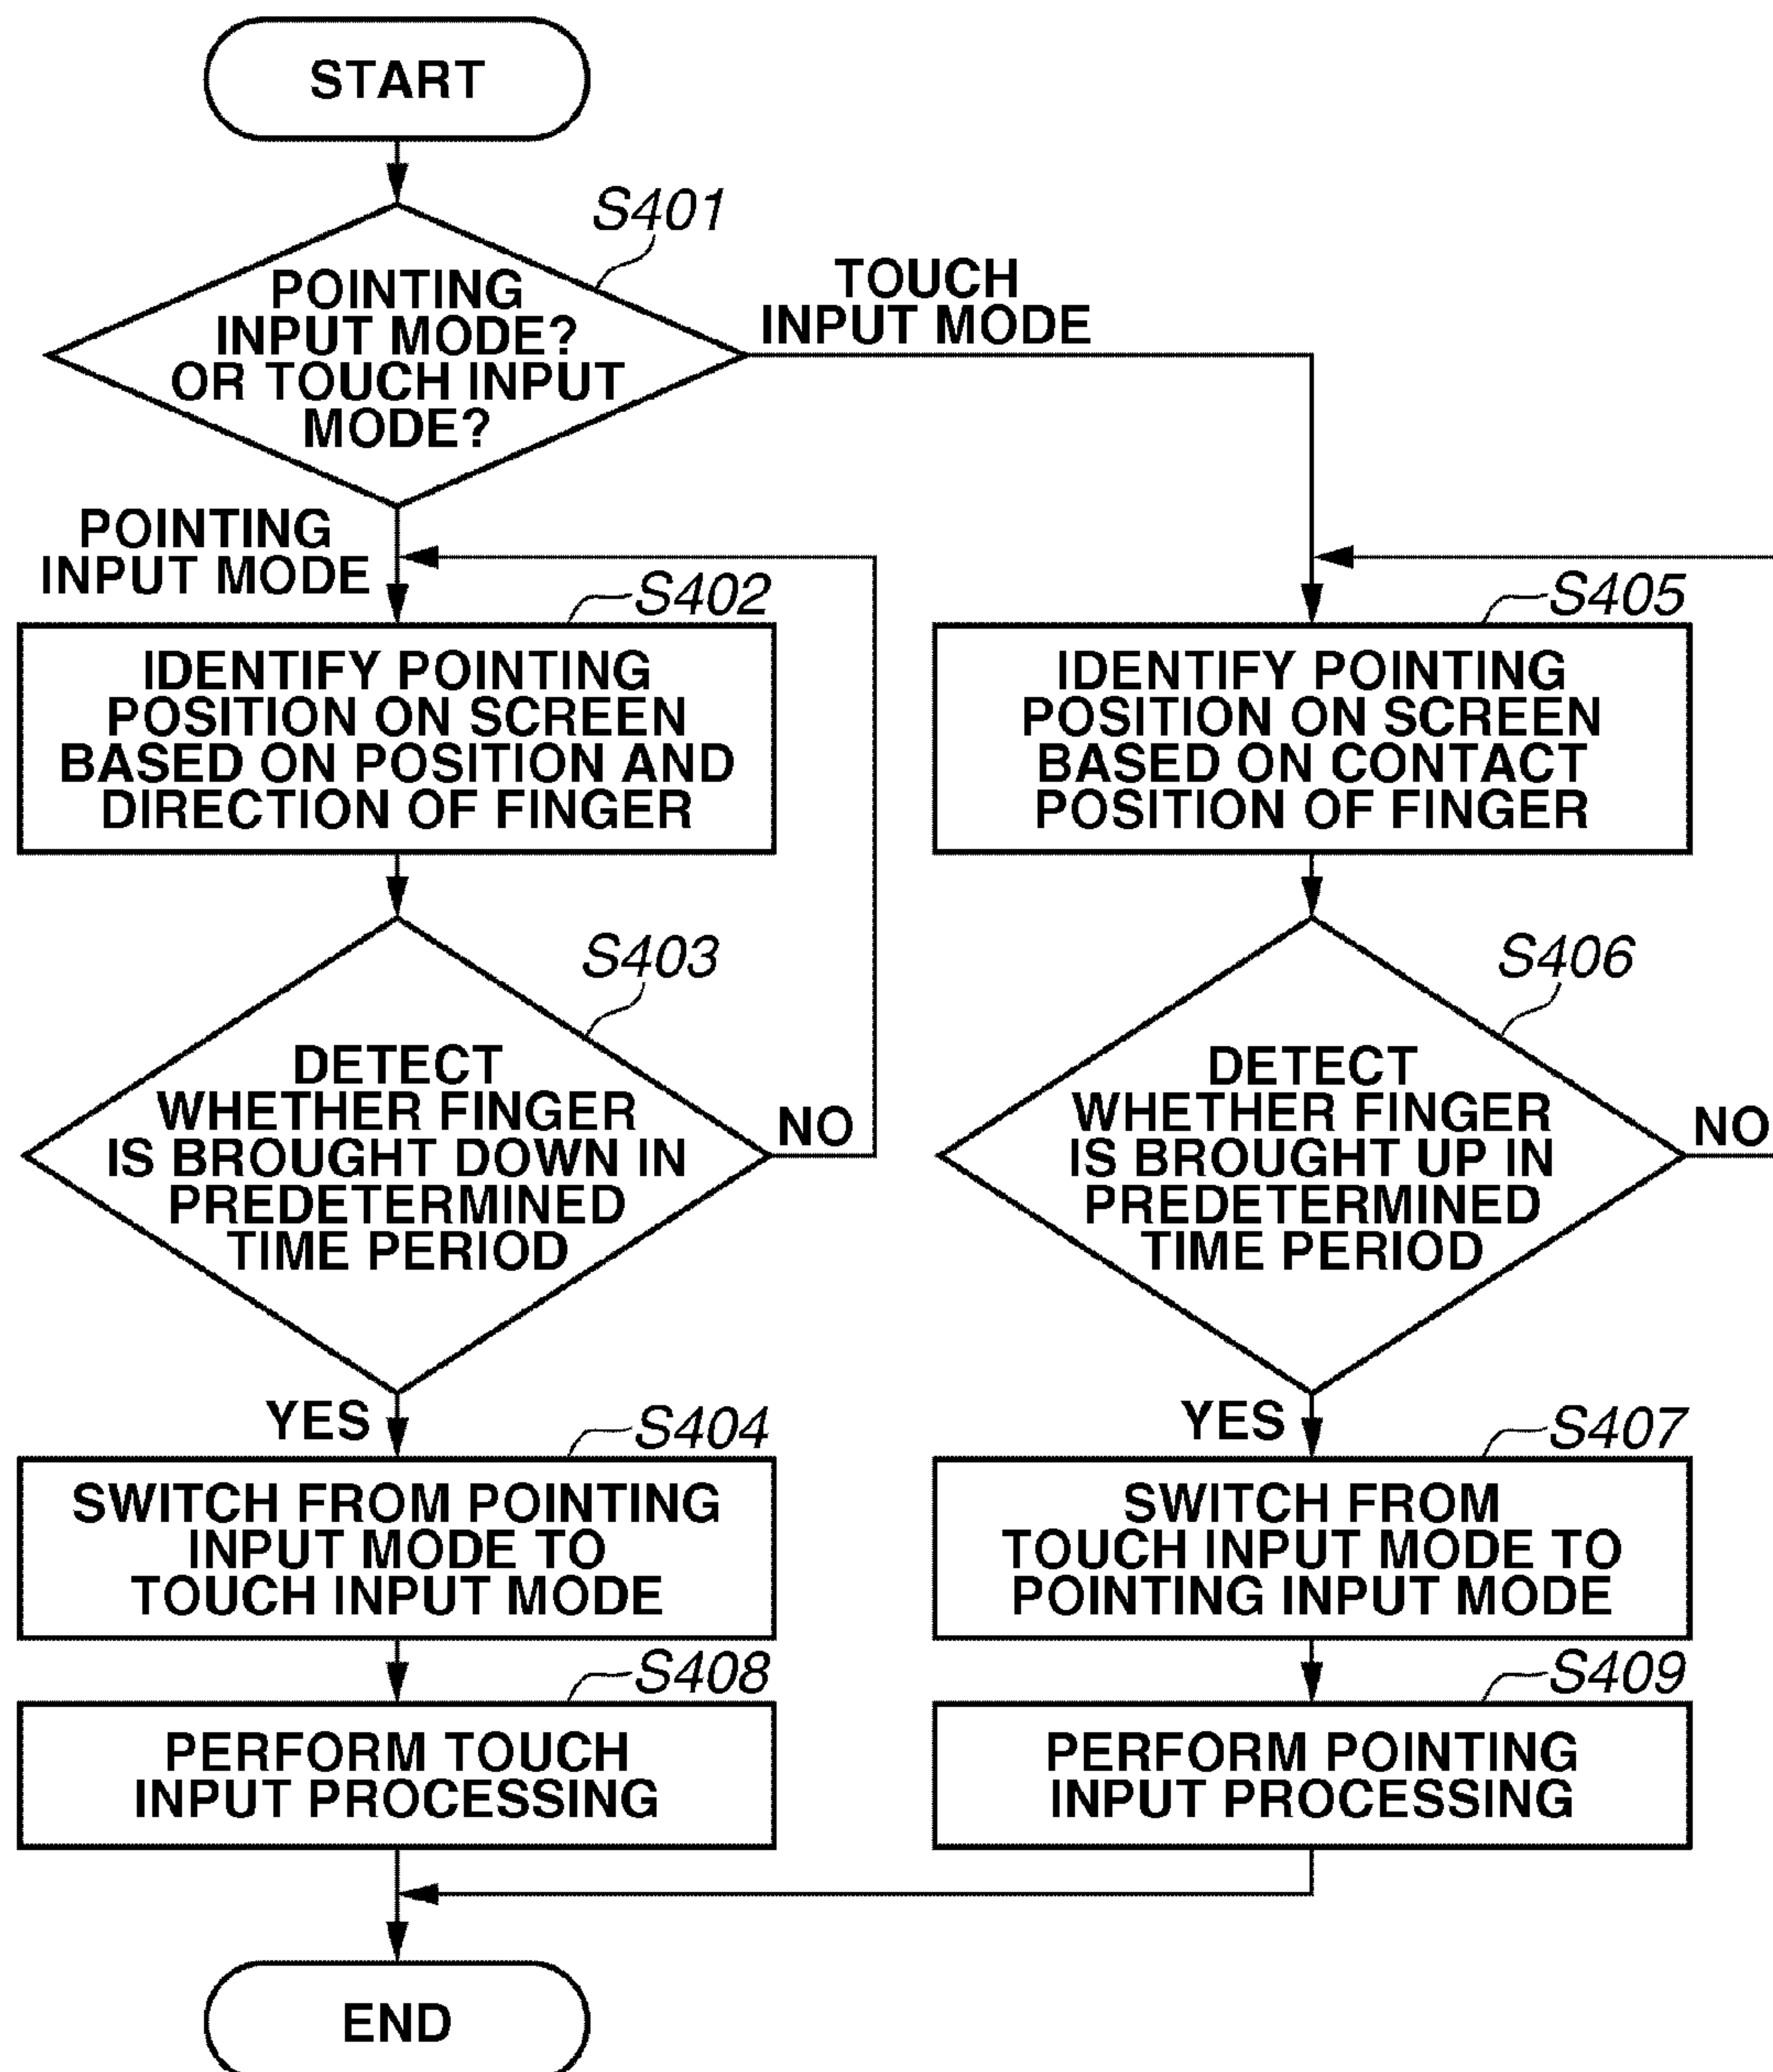 START
S401
POINTING
INPUT MODE?
OR TOUCH INPUT
MODE?
TOUCH
INPUT MODE
POINTING
INPUT MODE
S402
IDENTIFY POINTING
POSITION ON SCREEN
BASED ON POSITION AND
DIRECTION OF FINGER
S403
DETECT
WHETHER FINGER
IS BROUGHT DOWN IN
PREDETERMINED
TIME PERIOD
NO
YES
S404
SWITCH FROM POINTING
INPUT MODE TO
TOUCH INPUT MODE
S408
PERFORM TOUCH
INPUT PROCESSING
S405
IDENTIFY POINTING
POSITION ON SCREEN
BASED ON CONTACT
POSITION OF FINGER
S406
DETECT
WHETHER FINGER
IS BROUGHT UP IN
PREDETERMINED
TIME PERIOD
NO
YES
S407
SWITCH FROM
TOUCH INPUT MODE TO
POINTING INPUT MODE
S409
PERFORM POINTING
INPUT PROCESSING
END